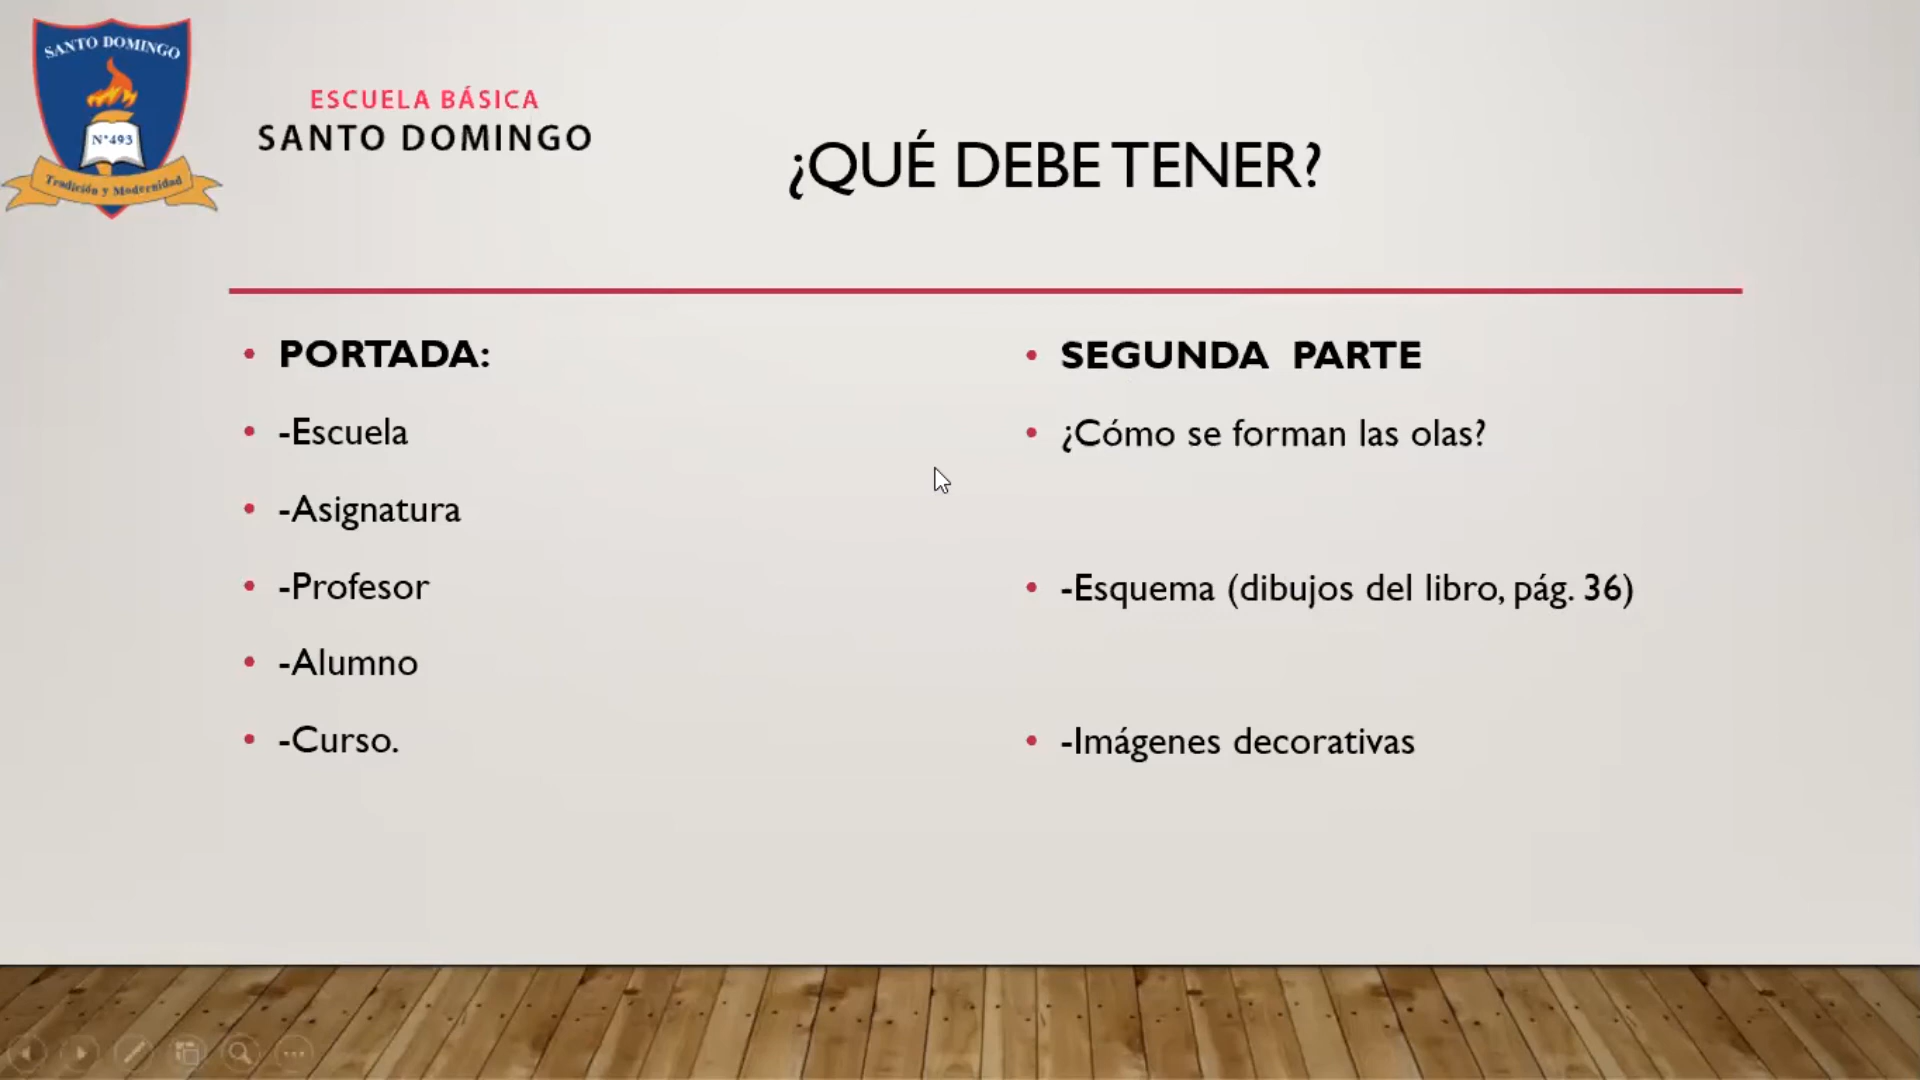 SANTO DOMINGO
N°493
Tradición y Modernidad
ESCUELA BÁSICA
SANTO DOMINGO
¿QUÉ DEBE TENER?
• PORTADA:
• -Escuela
• -Asignatura
• -Profesor
• -Alumno
• -Curso.
• SEGUNDA PARTE
• ¿Cómo se forman las olas?
• -Esquema (dibujos del libro, pág. 36)
• -Imágenes decorativas